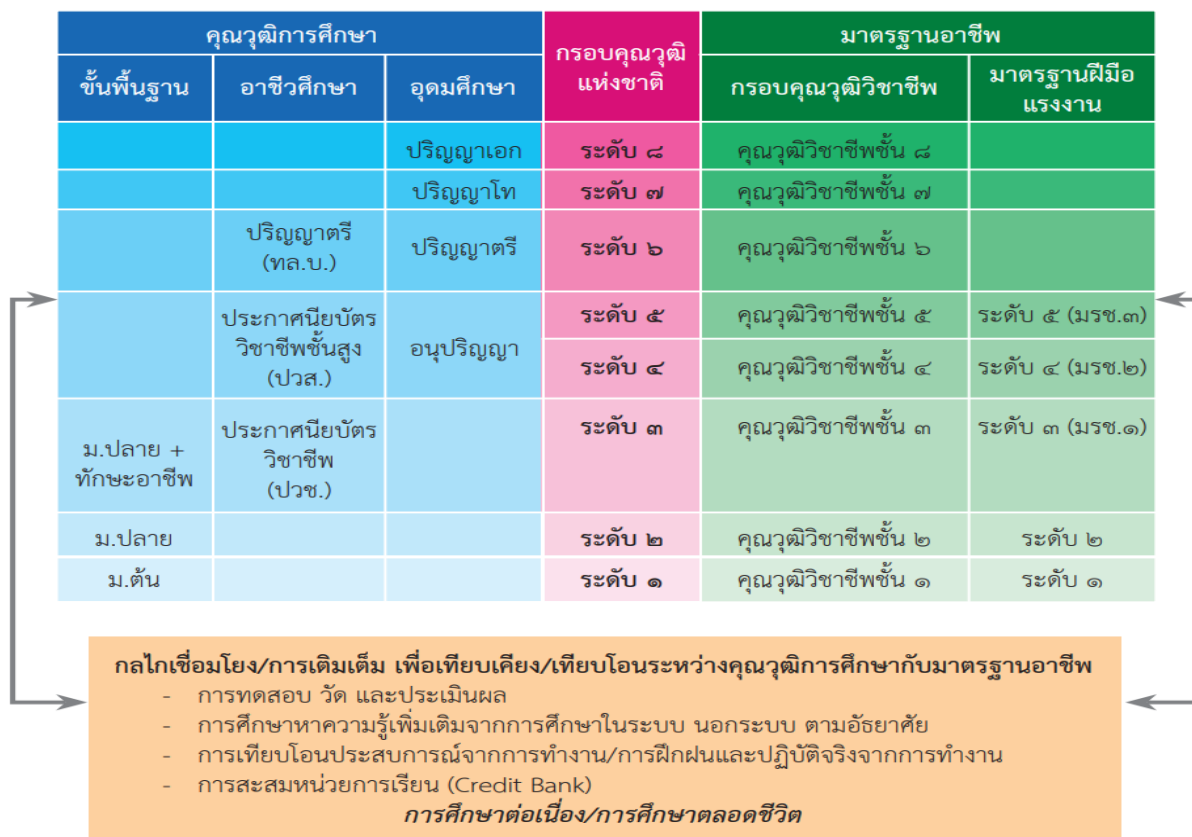 คุณวุฒิการศึกษา
กรอบคุณวุฒิ
แห่งชาติ
มาตรฐานอาชีพ
ขั้นพื้นฐาน
อาชีวศึกษา
อุดมศึกษา
กรอบคุณวุฒิวิชาชีพ
มาตรฐานฝีมือ
แรงงาน
ปริญญาเอก
ระดับ ๘
คุณวุฒิวิชาชีพชั้น ๘
ปริญญาโท
ระดับ ๗
คุณวุฒิวิชาชีพชั้น ๗
ปริญญาตรี
(ทล.บ.)
ปริญญาตรี
ระดับ ๖
คุณวุฒิวิชาชีพชั้น ๖
ประกาศนียบัตร
วิชาชีพชั้นสูง
(ปวส.)
อนุปริญญา
ระดับ ๕
คุณวุฒิวิชาชีพชั้น ๕
ระดับ ๕ (มรช.๓)
ระดับ ๔
คุณวุฒิวิชาชีพชั้น ๔
ระดับ ๔ (มรช.๒)
ม.ปลาย +
ทักษะอาชีพ
ประกาศนียบัตร
วิชาชีพ
(ปวช.)
ระดับ ๓
คุณวุฒิวิชาชีพชั้น ๓
ระดับ ๓ (มรช.๑)
ม.ปลาย
ระดับ ๒
คุณวุฒิวิชาชีพชั้น ๒
ระดับ ๒
ม.ต้น
ระดับ ๑
คุณวุฒิวิชาชีพชั้น ๑
ระดับ ๑
กลไกเชื่อมโยง/การเติมเต็ม เพื่อเทียบเคียง/เทียบโอนระหว่างคุณวุฒิการศึกษากับมาตรฐานอาชีพ
- การทดสอบ วัด และประเมินผล
- การศึกษาหาความรู้เพิ่มเติมจากการศึกษาในระบบ นอกระบบ ตามอัธยาศัย
- การเทียบโอนประสบการณ์จากการทำงาน/การฝึกฝนและปฏิบัติจริงจากการทำงาน
- การสะสมหน่วยการเรียน (Credit Bank)
การศึกษาต่อเนื่อง/การศึกษาตลอดชีวิต